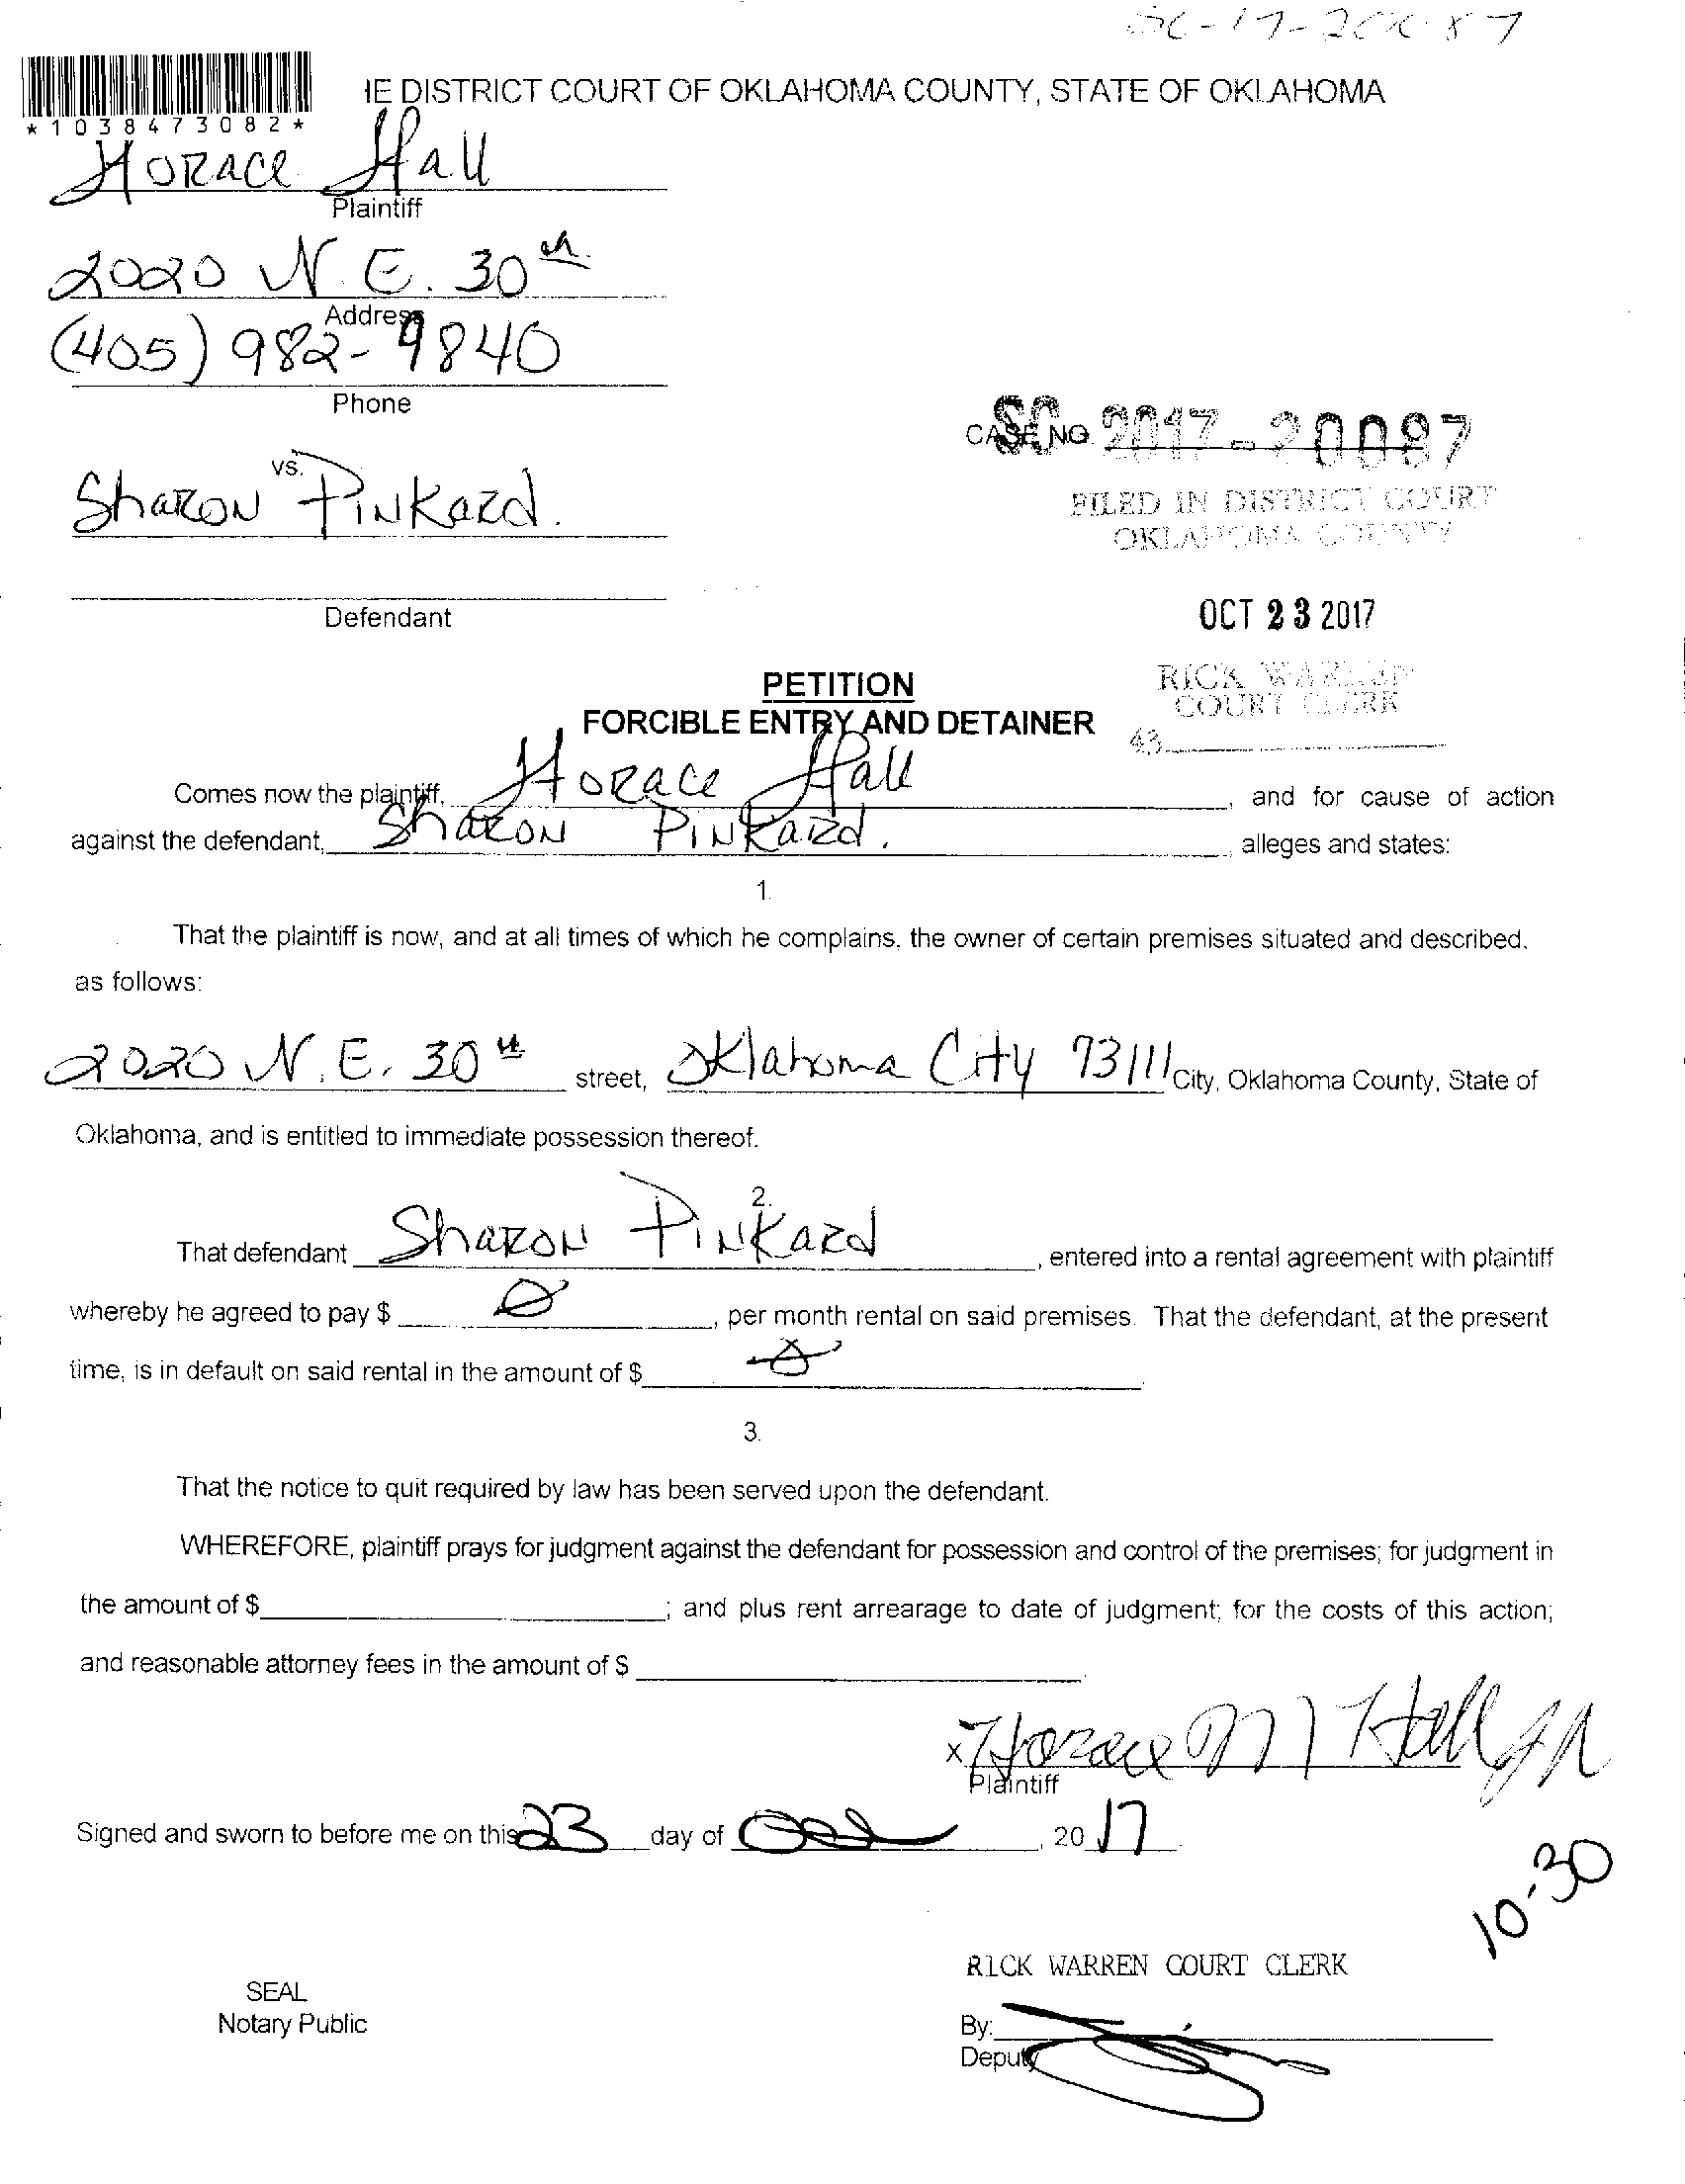 IE DISTRICT COURT OF OKLAHOMA COUNTY, STATE OF OKLAHOMA
*1038473082*
Horace Hall
Plaintiff
2020 N.E. 30th
Address
(405) 982-9840
Phone
CASE NO. SC-2017-20087
vs.
Sharon Pinkard.
FILED IN DISTRICT COURT
OKLAHOMA COUNTY
Defendant
OCT 23 2017
PETITION
RICK WARREN
COURT CLERK
FORCIBLE ENTRY AND DETAINER
43
Comes now the plaintiff, Horace Hall, and for cause of action
against the defendant, Sharon Pinkard. , alleges and states:
1.
That the plaintiff is now, and at all times of which he complains, the owner of certain premises situated and described,
as follows:
2020 N.E. 30th street, Oklahoma City 73111 City, Oklahoma County, State of
Oklahoma, and is entitled to immediate possession thereof.
2.
That defendant Sharon Pinkard, entered into a rental agreement with plaintiff
whereby he agreed to pay $ 0, per month rental on said premises. That the defendant, at the present
time, is in default on said rental in the amount of $ 0.
3.
That the notice to quit required by law has been served upon the defendant.
WHEREFORE, plaintiff prays for judgment against the defendant for possession and control of the premises; for judgment in
the amount of $; and plus rent arrearage to date of judgment; for the costs of this action;
and reasonable attorney fees in the amount of $.
x Horace M Hall JR
Plaintiff
Signed and sworn to before me on this 23 day of Oct, 2017.
10-30
RICK WARREN COURT CLERK
SEAL
Notary Public
By:
Deputy